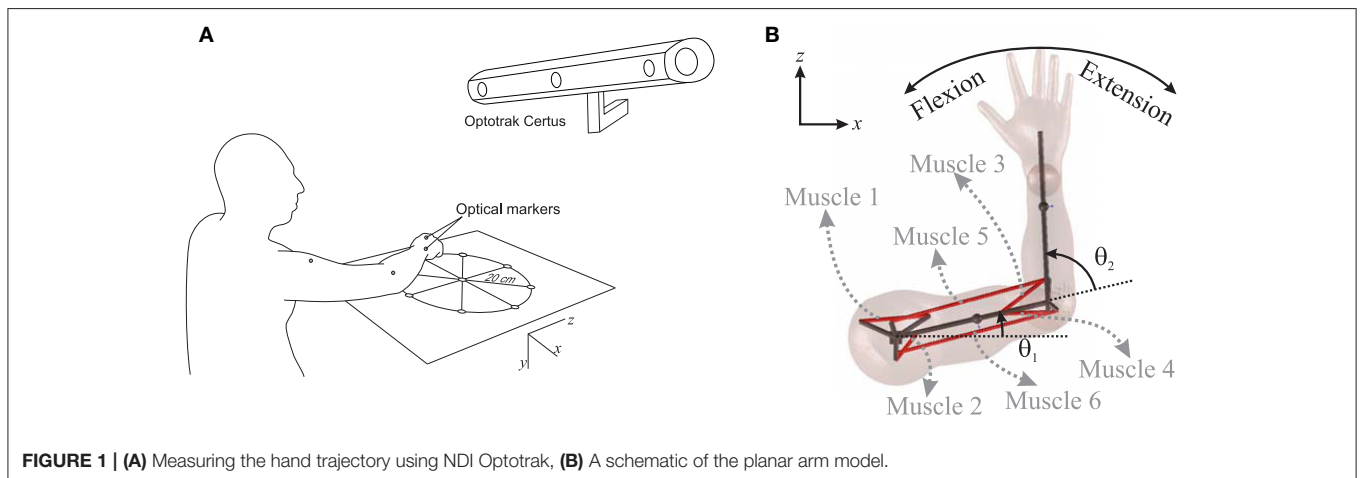 A
Optotrak Certus
Optical markers
20 cm
z
x
y
B
z
x
Flexion
Extension
Muscle 3
Muscle 1
Muscle 5
θ2
θ1
Muscle 4
Muscle 2
Muscle 6
FIGURE 1 | (A) Measuring the hand trajectory using NDI Optotrak, (B) A schematic of the planar arm model.